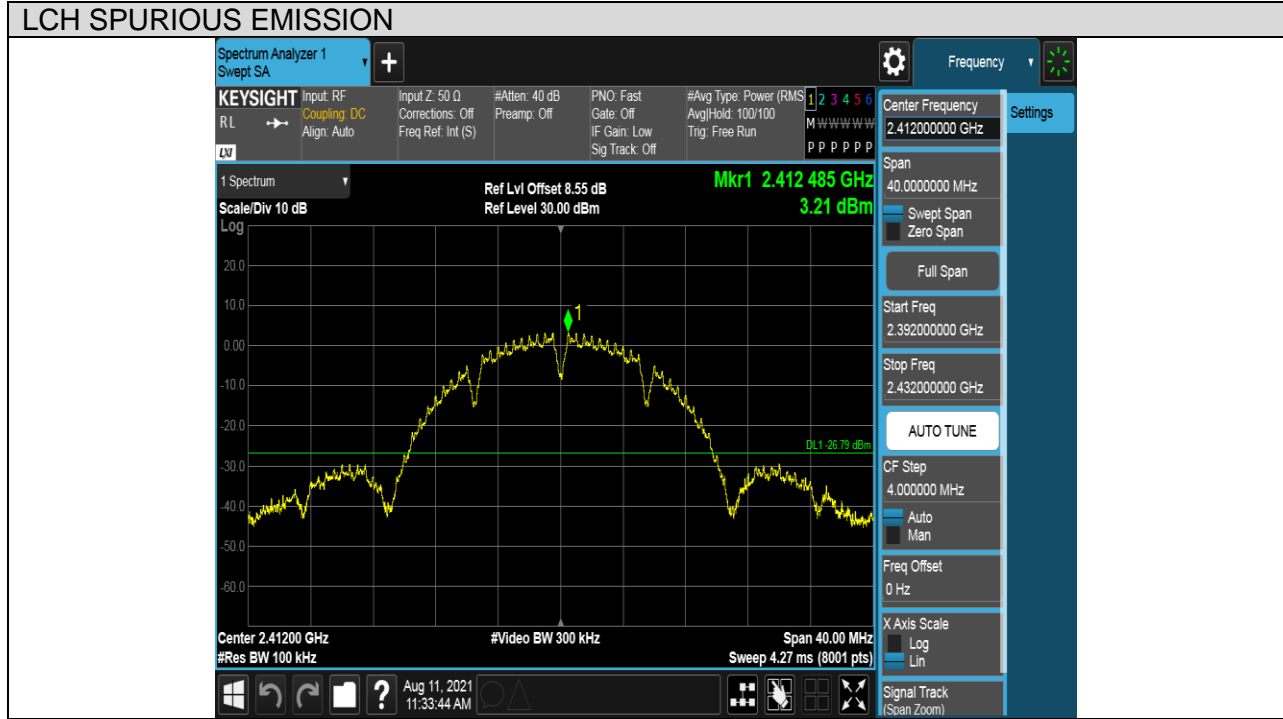 LCH SPURIOUS EMISSION
Spectrum Analyzer 1
Swept SA
+
Frequency
KEYSIGHT
RL
LXI
Input: RF
Coupling: DC
Align: Auto
Input Z: 50 Ω
Corrections: Off
Freq Ref: Int (S)
#Atten: 40 dB
Preamp: Off
PNO: Fast
Gate: Off
IF Gain: Low
Sig Track: Off
#Avg Type: Power (RMS
Avg|Hold: 100/100
Trig: Free Run
1 2 3 4 5 6
M W W W W W
P P P P P P
1 Spectrum
Scale/Div 10 dB
Log
Ref Lvl Offset 8.55 dB
Ref Level 30.00 dBm
Mkr1 2.412 485 GHz
3.21 dBm
20.0
10.0
0.00
-10.0
-20.0
-30.0
-40.0
-50.0
-60.0
1
DL1 -26.79 dBm
Center 2.41200 GHz
#Res BW 100 kHz
#Video BW 300 kHz
Span 40.00 MHz
Sweep 4.27 ms (8001 pts)
?
Aug 11, 2021
11:33:44 AM
Settings
Center Frequency
2.412000000 GHz
Span
40.0000000 MHz
Swept Span
Zero Span
Full Span
Start Freq
2.392000000 GHz
Stop Freq
2.432000000 GHz
AUTO TUNE
CF Step
4.000000 MHz
Auto
Man
Freq Offset
0 Hz
X Axis Scale
Log
Lin
Signal Track
(Span Zoom)